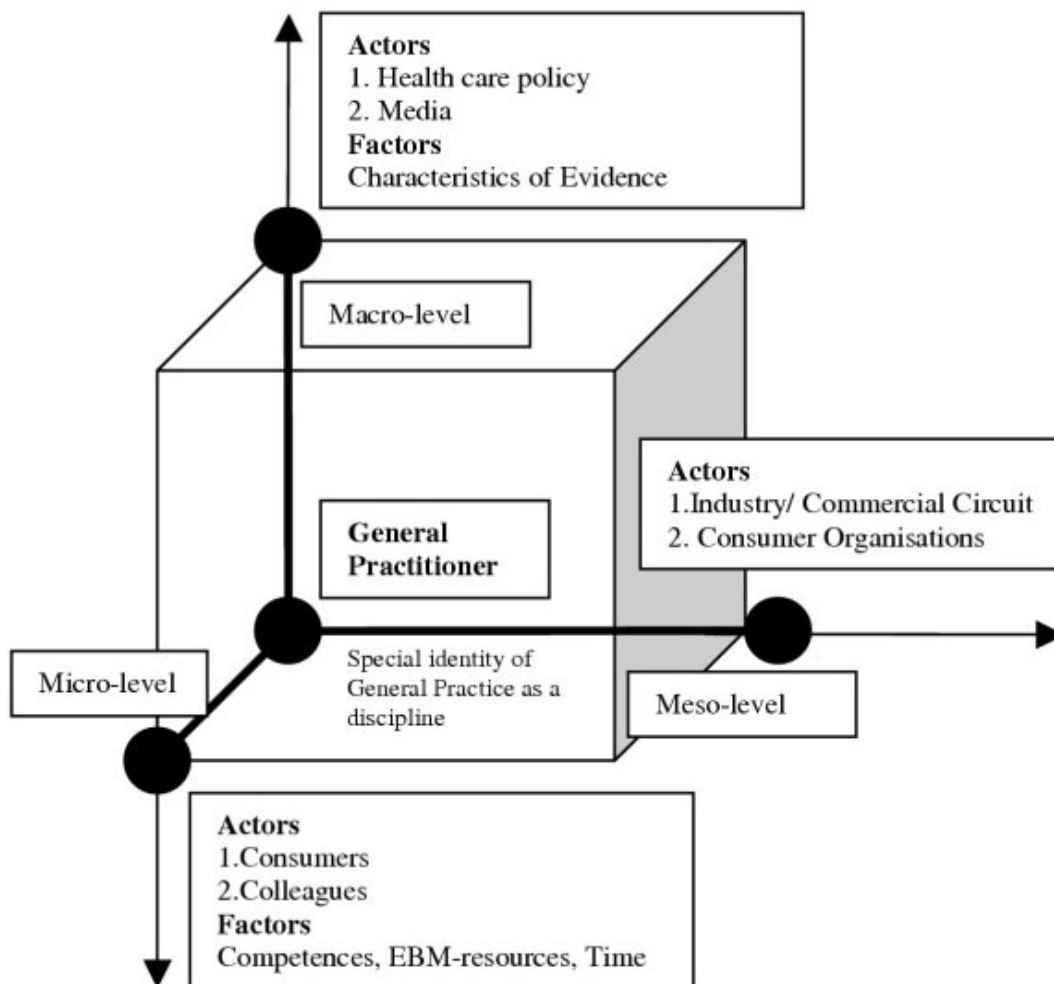 Actors
1. Health care policy
2. Media
Factors
Characteristics of Evidence
Macro-level
Actors
1.Industry/ Commercial Circuit
2. Consumer Organisations
General
Practitioner
Special identity of
General Practice as a
discipline
Micro-level
Meso-level
Actors
1.Consumers
2.Colleagues
Factors
Competences, EBM-resources, Time